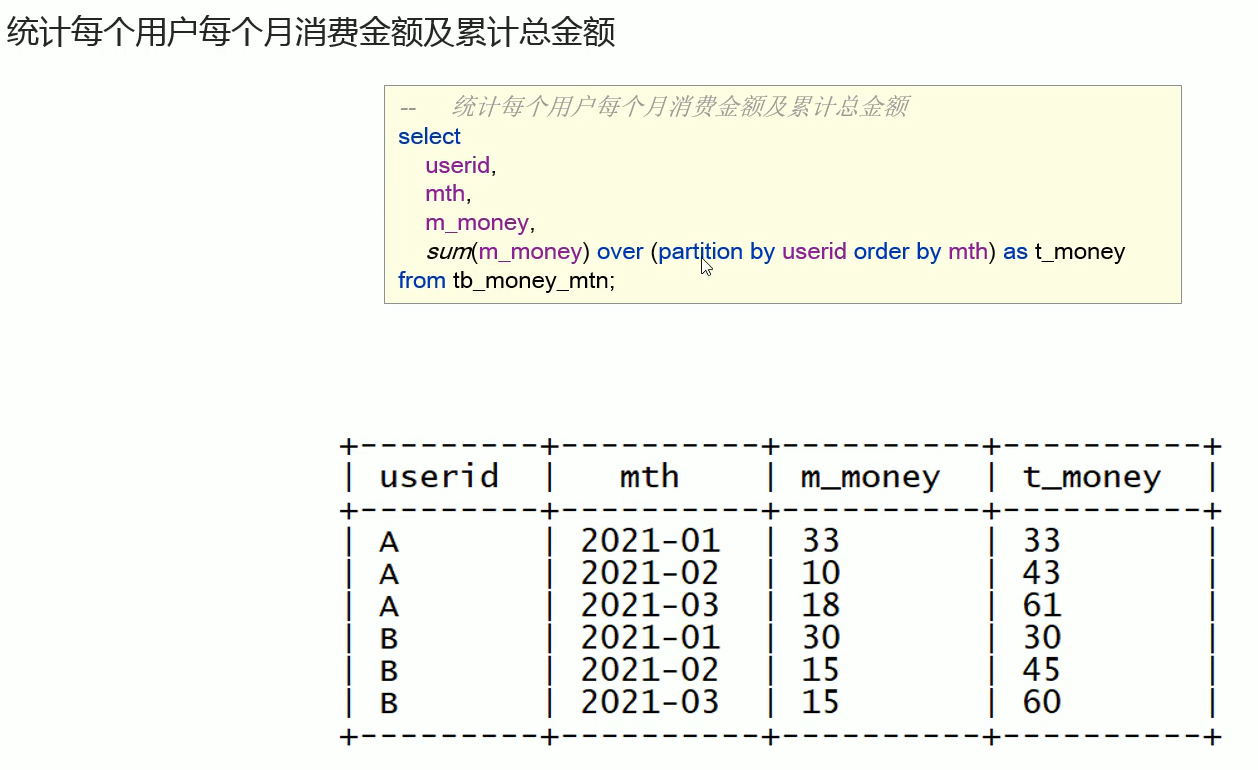 统计每个用户每个月消费金额及累计总金额
-- 统计每个用户每个月消费金额及累计总金额
select
userid,
mth,
m_money,
sum(m_money) over (partition by userid order by mth) as t_money
from tb_money_mtn;
+---------+----------+----------+----------+
| userid | mth | m_money | t_money |
+---------+----------+----------+----------+
| A | 2021-01 | 33 | 33 |
| A | 2021-02 | 10 | 43 |
| A | 2021-03 | 18 | 61 |
| B | 2021-01 | 30 | 30 |
| B | 2021-02 | 15 | 45 |
| B | 2021-03 | 15 | 60 |
+---------+----------+----------+----------+